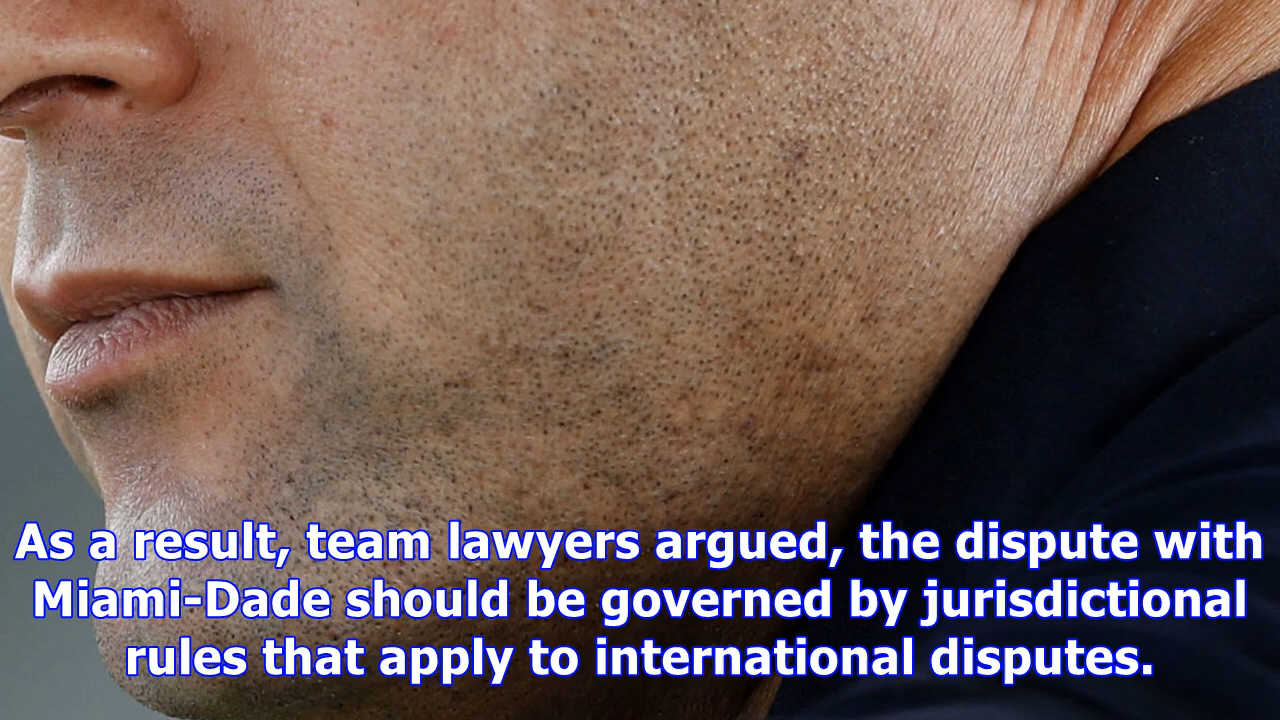 As a result, team lawyers argued, the dispute with
Miami-Dade should be governed by jurisdictional
rules that apply to international disputes.